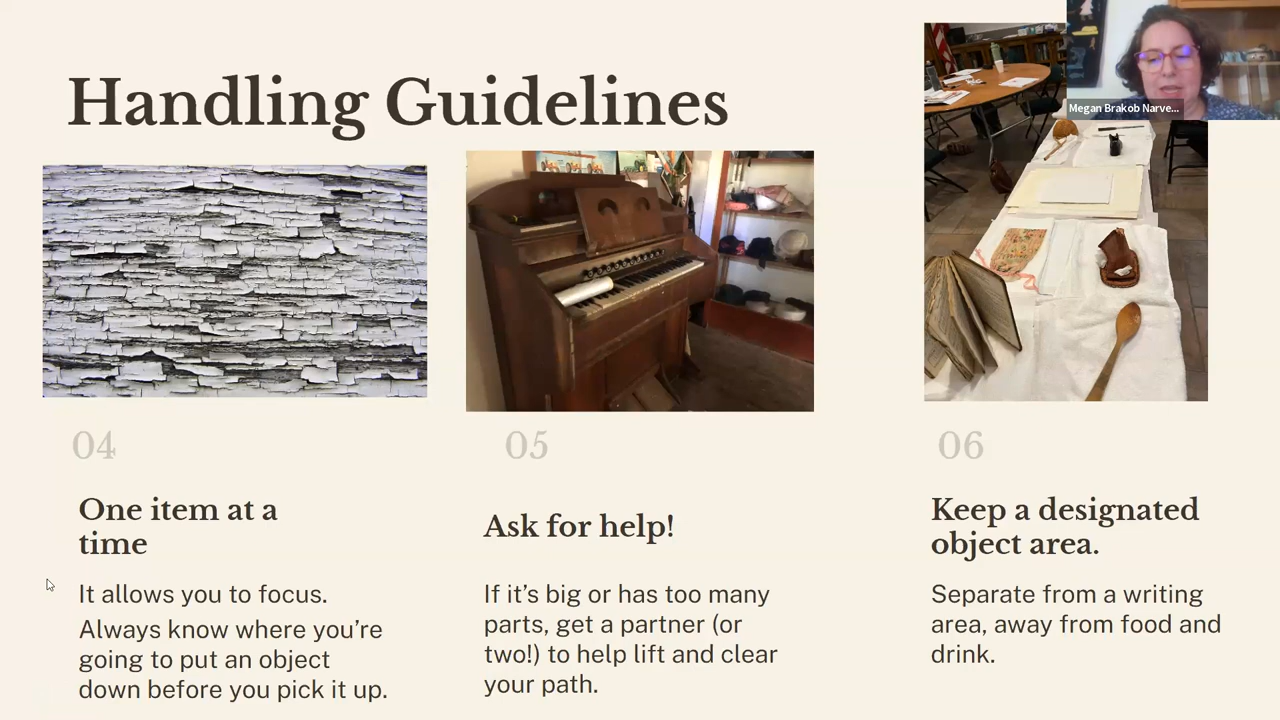 Handling Guidelines
Megan Brakob Narve...
04
One item at a
time
It allows you to focus.
Always know where you're
going to put an object
down before you pick it up.
05
Ask for help!
If it's big or has too many
parts, get a partner (or
two!) to help lift and clear
your path.
06
Keep a designated
object area.
Separate from a writing
area, away from food and
drink.